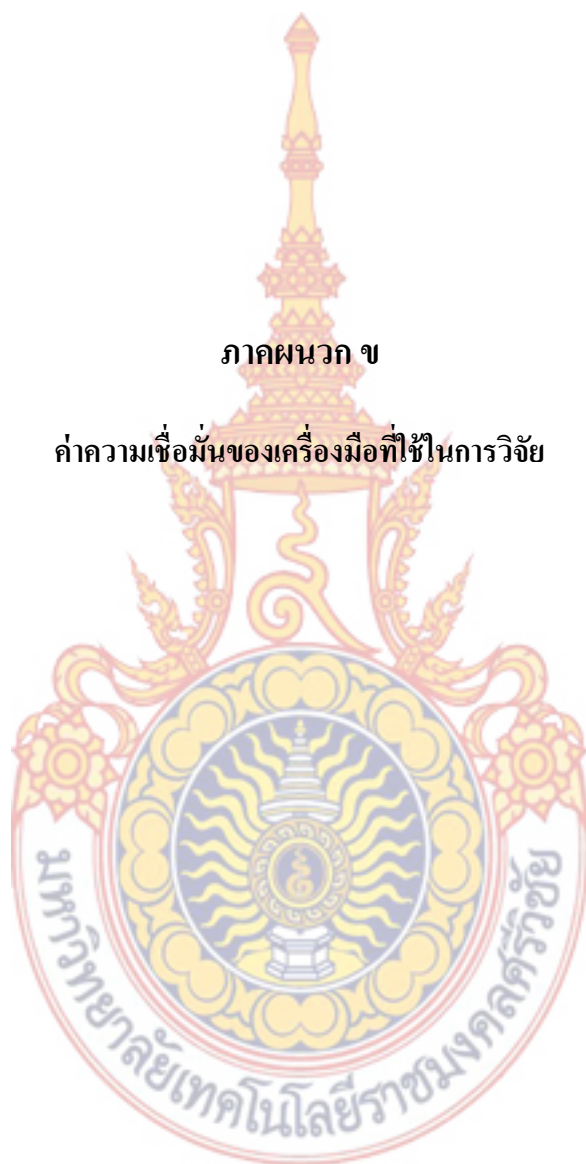 ภาคผนวก ข
ค่าความเชื่อมั่นของเครื่องมือที่ใช้ในการวิจัย
มหาวิทยาลัยเทคโนโลยีราชมงคลศรีวิชัย